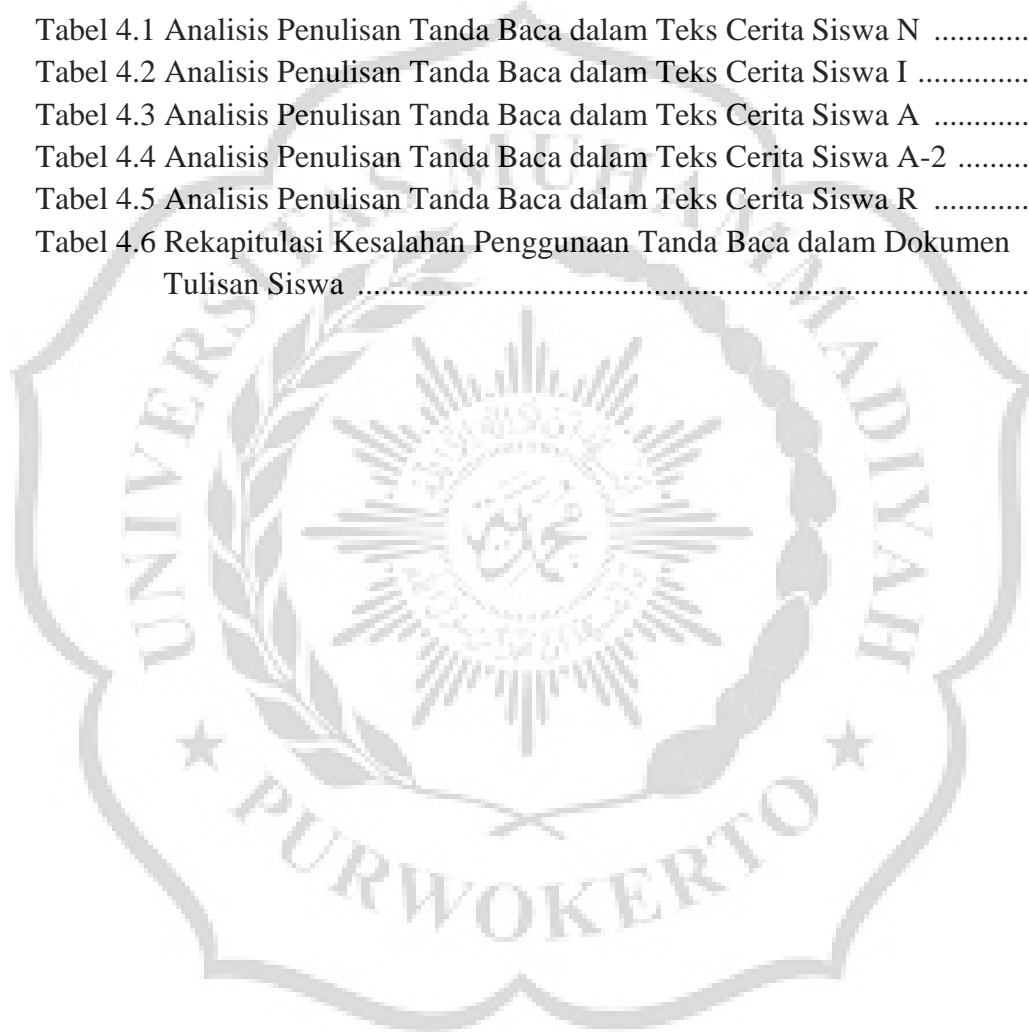 Tabel 4.1 Analisis Penulisan Tanda Baca dalam Teks Cerita Siswa N ............
Tabel 4.2 Analisis Penulisan Tanda Baca dalam Teks Cerita Siswa I ..............
Tabel 4.3 Analisis Penulisan Tanda Baca dalam Teks Cerita Siswa A ............
Tabel 4.4 Analisis Penulisan Tanda Baca dalam Teks Cerita Siswa A-2 .........
Tabel 4.5 Analisis Penulisan Tanda Baca dalam Teks Cerita Siswa R ............
Tabel 4.6 Rekapitulasi Kesalahan Penggunaan Tanda Baca dalam Dokumen
Tulisan Siswa ................................................................................
UNIVERSITAS MUHAMMADIYAH
PURWOKERTO